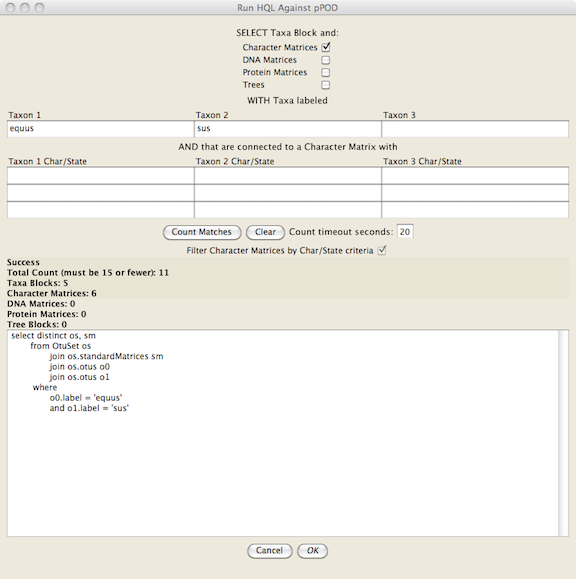 Run HQL Against pPOD
SELECT Taxa Block and:
Character Matrices
DNA Matrices
Protein Matrices
Trees
WITH Taxa labeled
Taxon 1 Taxon 2 Taxon 3
equus sus
AND that are connected to a Character Matrix with
Taxon 1 Char/State Taxon 2 Char/State Taxon 3 Char/State
Count Matches Clear Count timeout seconds: 20
Filter Character Matrices by Char/State criteria
Success
Total Count (must be 15 or fewer): 11
Taxa Blocks: 5
Character Matrices: 6
DNA Matrices: 0
Protein Matrices: 0
Tree Blocks: 0
select distinct os, sm
from OtuSet os
join os.standardMatrices sm
join os.otus o0
join os.otus o1
where
o0.label = 'equus'
and o1.label = 'sus'
Cancel OK